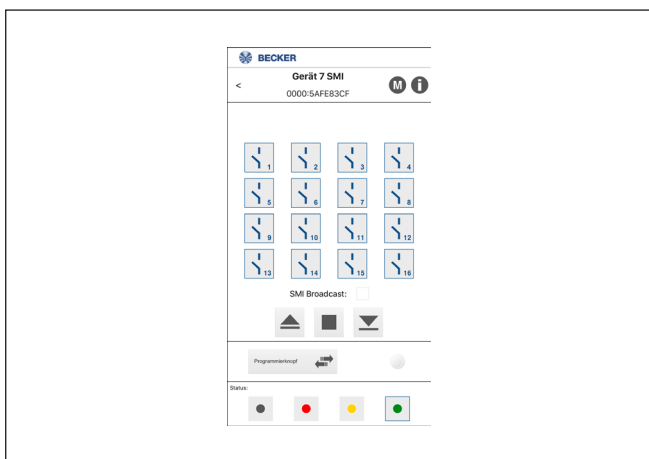 BECKER
Gerät 7 SMI
<
0000:5AFE83CF
M i
1 2 3 4
5 6 7 8
9 10 11 12
13 14 15 16
SMI Broadcast:
Programmierknopf
Status: